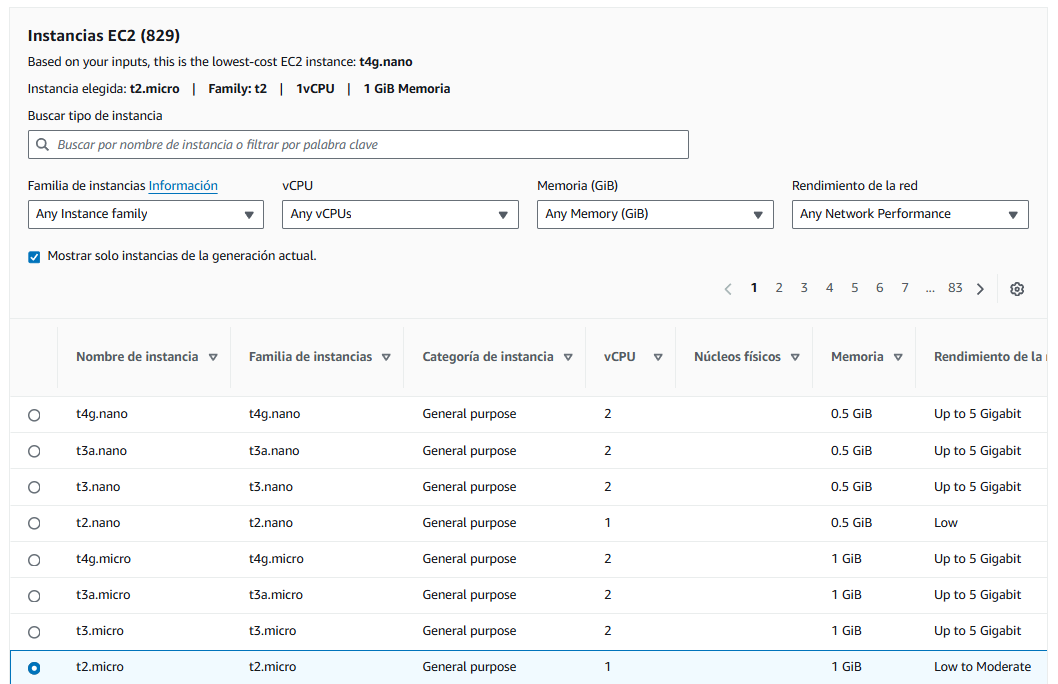 Instancias EC2 (829)
Based on your inputs, this is the lowest-cost EC2 instance: t4g.nano
Instancia elegida: t2.micro | Family: t2 | 1vCPU | 1 GiB Memoria
Buscar tipo de instancia
Buscar por nombre de instancia o filtrar por palabra clave
Familia de instancias Información vCPU Memoria (GiB) Rendimiento de la red
Any Instance family Any vCPUs Any Memory (GiB) Any Network Performance
Mostrar solo instancias de la generación actual.
1 2 3 4 5 6 7 ... 83
Nombre de instancia Familia de instancias Categoría de instancia vCPU Núcleos físicos Memoria Rendimiento de la
t4g.nano t4g.nano General purpose 2 0.5 GiB Up to 5 Gigabit
t3a.nano t3a.nano General purpose 2 0.5 GiB Up to 5 Gigabit
t3.nano t3.nano General purpose 2 0.5 GiB Up to 5 Gigabit
t2.nano t2.nano General purpose 1 0.5 GiB Low
t4g.micro t4g.micro General purpose 2 1 GiB Up to 5 Gigabit
t3a.micro t3a.micro General purpose 2 1 GiB Up to 5 Gigabit
t3.micro t3.micro General purpose 2 1 GiB Up to 5 Gigabit
t2.micro t2.micro General purpose 1 1 GiB Low to Moderate